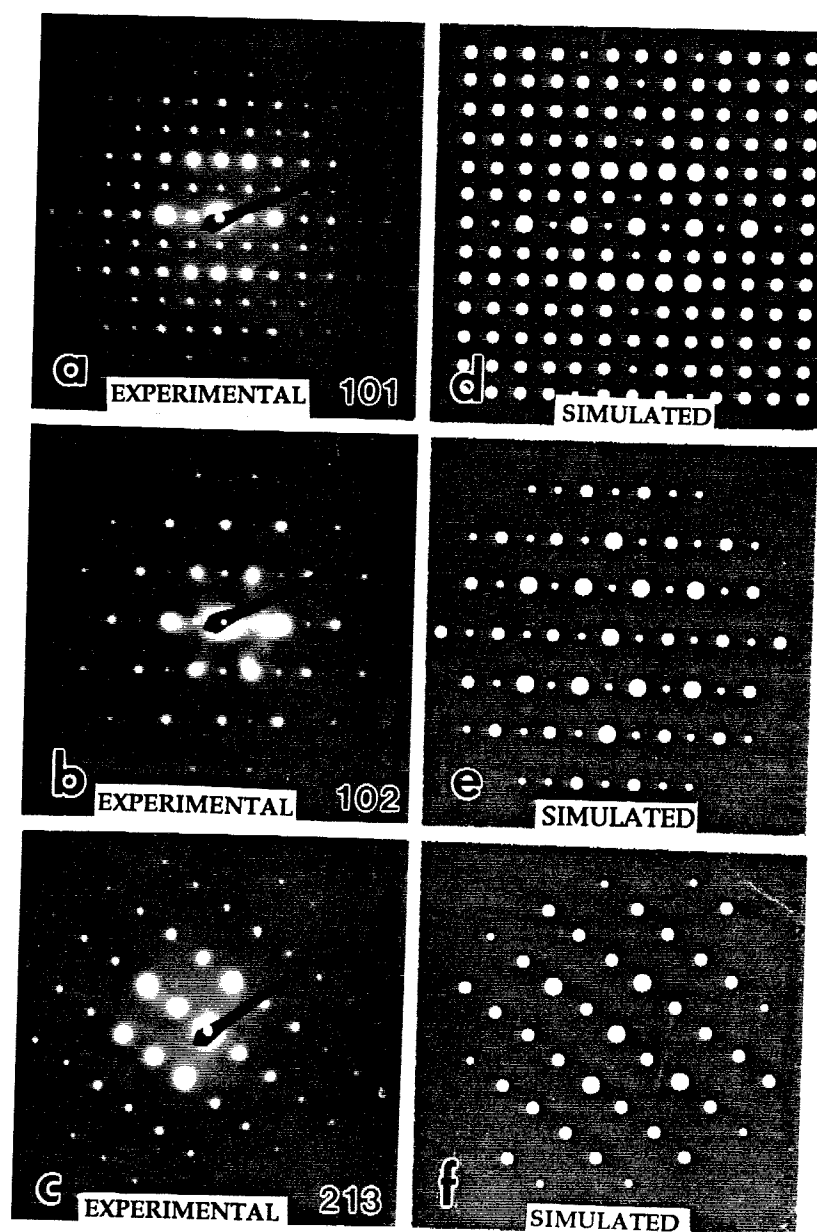 a
EXPERIMENTAL
101
d
SIMULATED
b
EXPERIMENTAL
102
e
SIMULATED
c
EXPERIMENTAL
213
f
SIMULATED